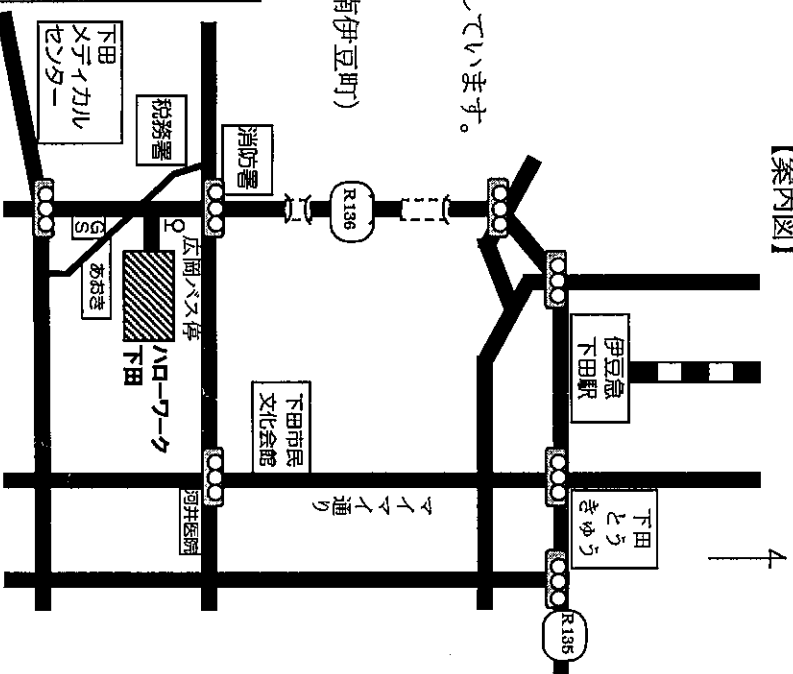 【案内図】
しています。
南伊豆町)
下田
とう
きゅう
伊豆急
下田駅
R135
R136
マイマイ通り
下田市民
文化会館
河井医院
消防署
広岡バス停
税務署
ハローワーク
下田
あおき
GS
下田
メディカル
センター